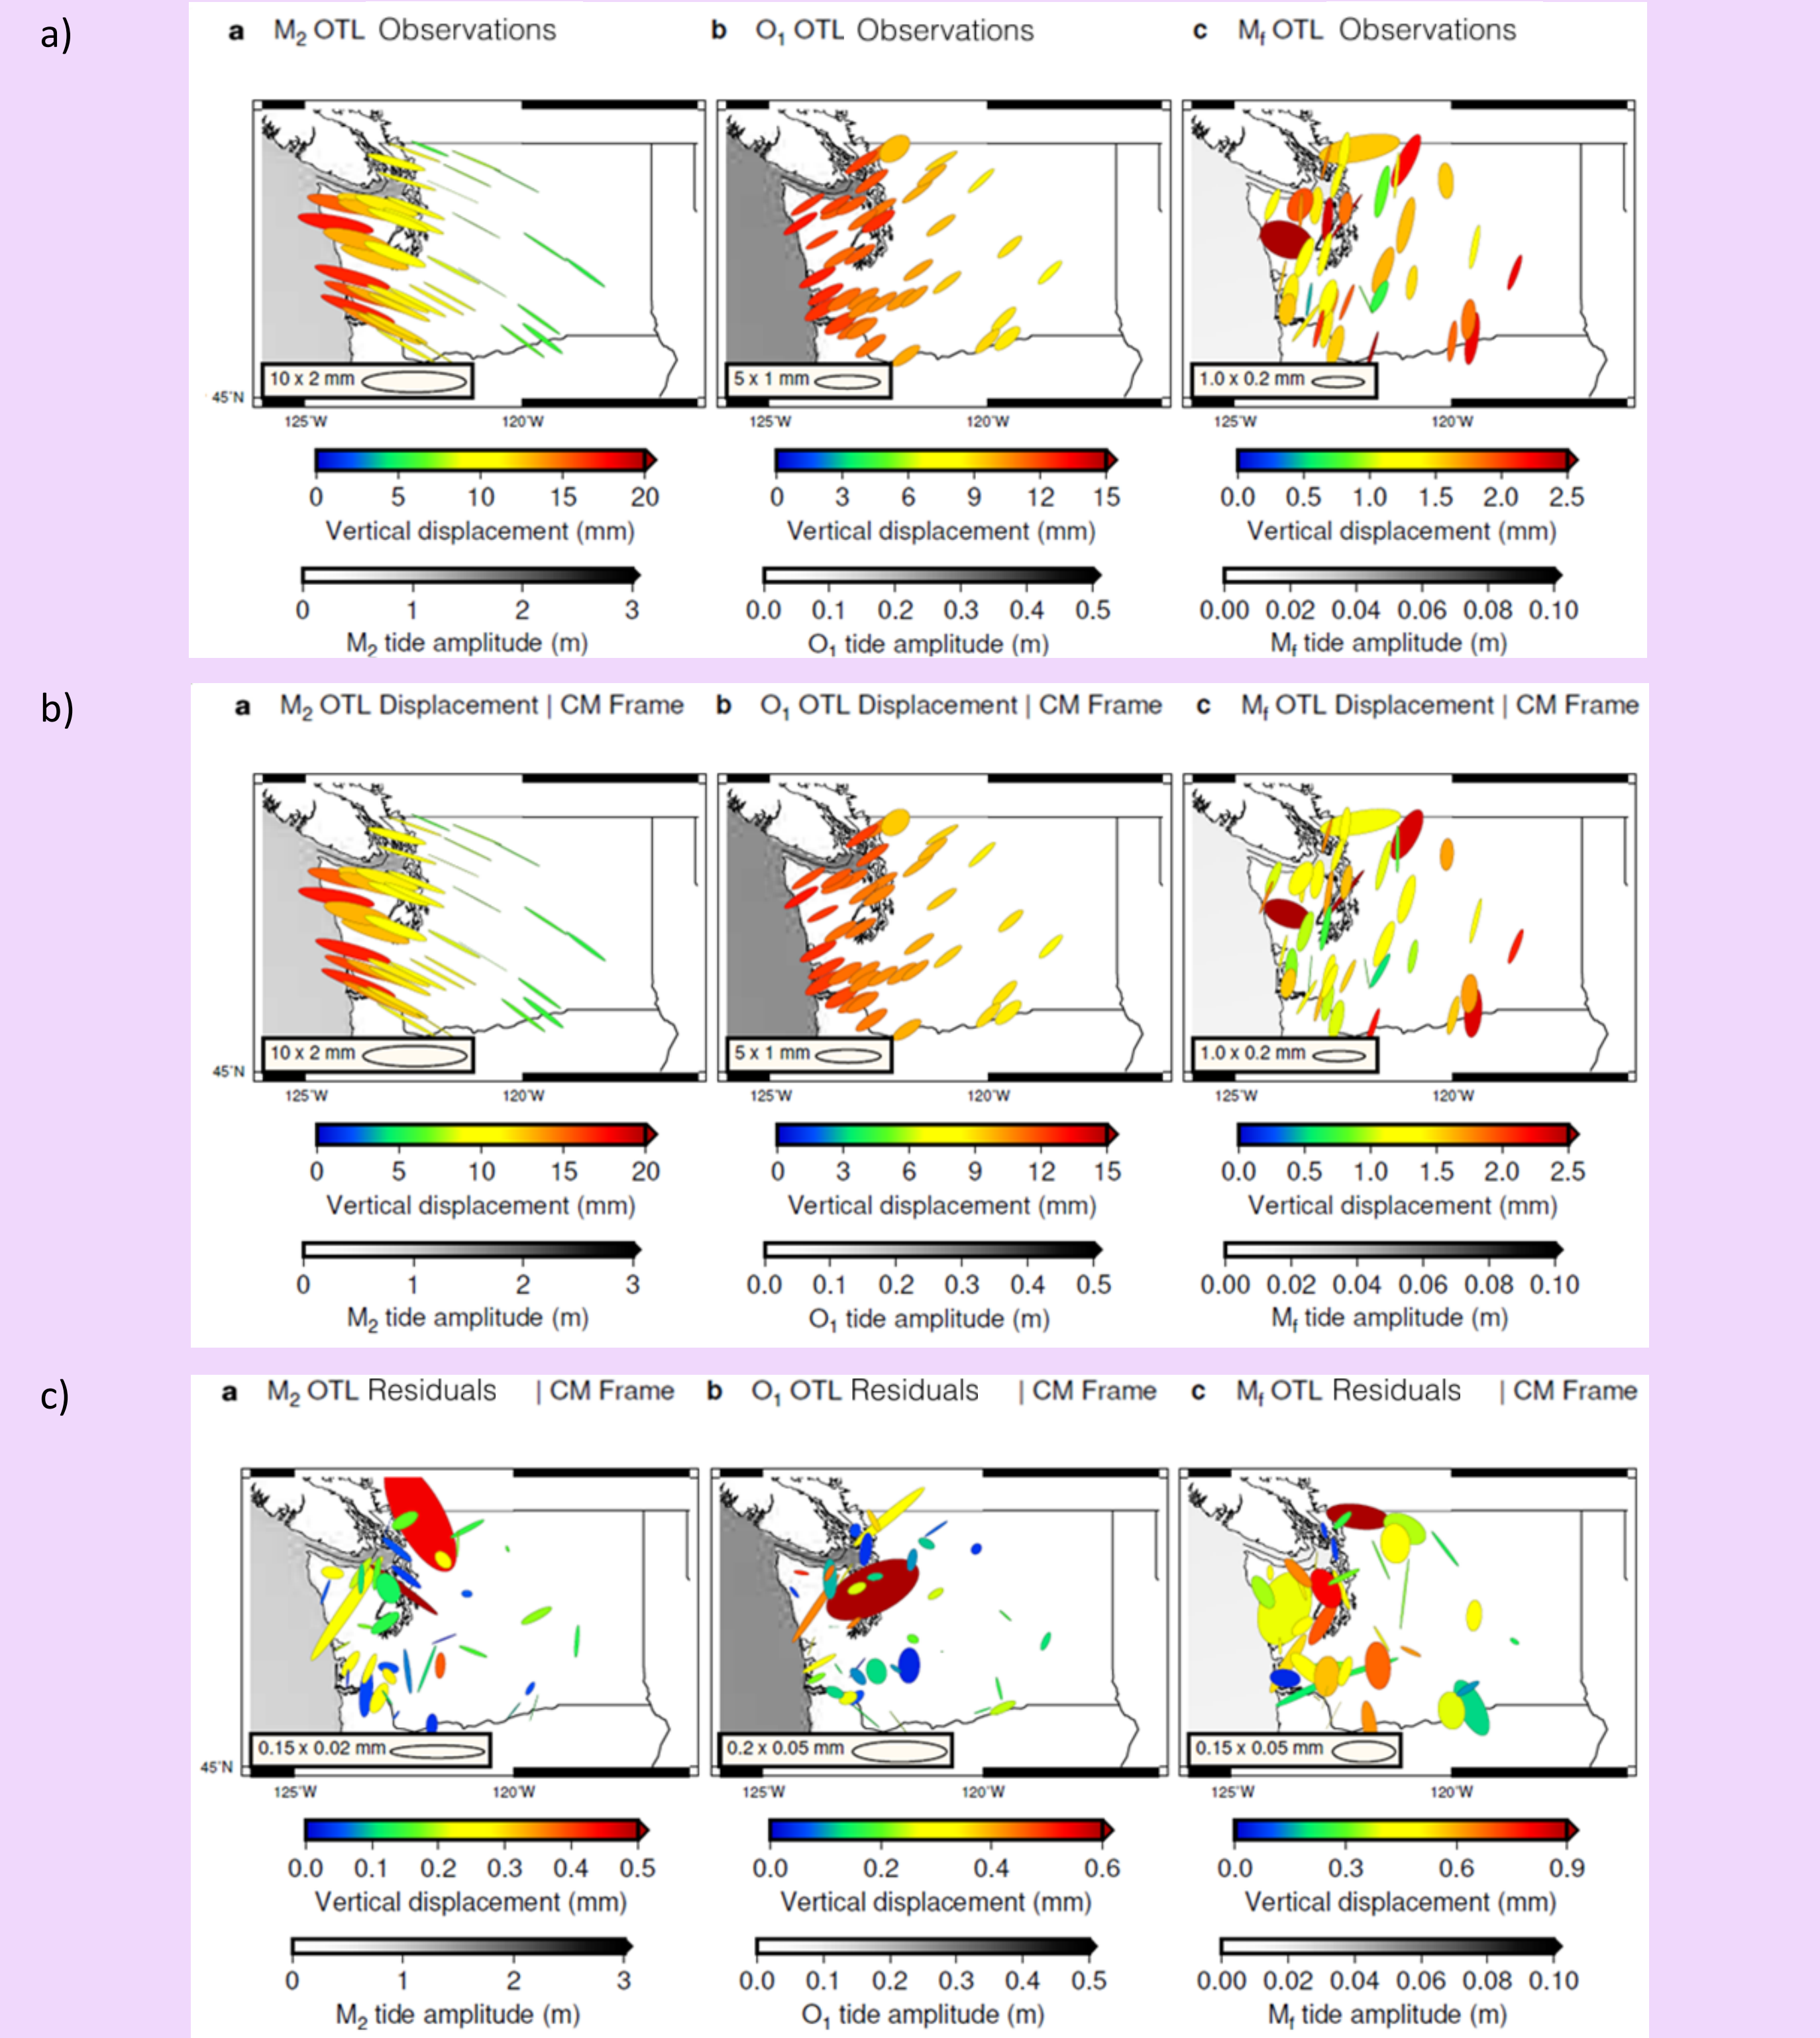 a)
a M₂ OTL Observations
b O₁ OTL Observations
c Mf OTL Observations
10 x 2 mm
5 x 1 mm
1.0 x 0.2 mm
45°N
125°W 120°W
125°W 120°W
125°W 120°W
0 5 10 15 20
0 3 6 9 12 15
0.0 0.5 1.0 1.5 2.0 2.5
Vertical displacement (mm)
Vertical displacement (mm)
Vertical displacement (mm)
0 1 2 3
0.0 0.1 0.2 0.3 0.4 0.5
0.00 0.02 0.04 0.06 0.08 0.10
M₂ tide amplitude (m)
O₁ tide amplitude (m)
Mf tide amplitude (m)
b)
a M₂ OTL Displacement | CM Frame
b O₁ OTL Displacement | CM Frame
c Mf OTL Displacement | CM Frame
10 x 2 mm
5 x 1 mm
1.0 x 0.2 mm
45°N
125°W 120°W
125°W 120°W
125°W 120°W
0 5 10 15 20
0 3 6 9 12 15
0.0 0.5 1.0 1.5 2.0 2.5
Vertical displacement (mm)
Vertical displacement (mm)
Vertical displacement (mm)
0 1 2 3
0.0 0.1 0.2 0.3 0.4 0.5
0.00 0.02 0.04 0.06 0.08 0.10
M₂ tide amplitude (m)
O₁ tide amplitude (m)
Mf tide amplitude (m)
c)
a M₂ OTL Residuals | CM Frame
b O₁ OTL Residuals | CM Frame
c Mf OTL Residuals | CM Frame
0.15 x 0.02 mm
0.2 x 0.05 mm
0.15 x 0.05 mm
45°N
125°W 120°W
125°W 120°W
125°W 120°W
0.0 0.1 0.2 0.3 0.4 0.5
0.0 0.2 0.4 0.6
0.0 0.3 0.6 0.9
Vertical displacement (mm)
Vertical displacement (mm)
Vertical displacement (mm)
0 1 2 3
0.0 0.1 0.2 0.3 0.4 0.5
0.00 0.02 0.04 0.06 0.08 0.10
M₂ tide amplitude (m)
O₁ tide amplitude (m)
Mf tide amplitude (m)